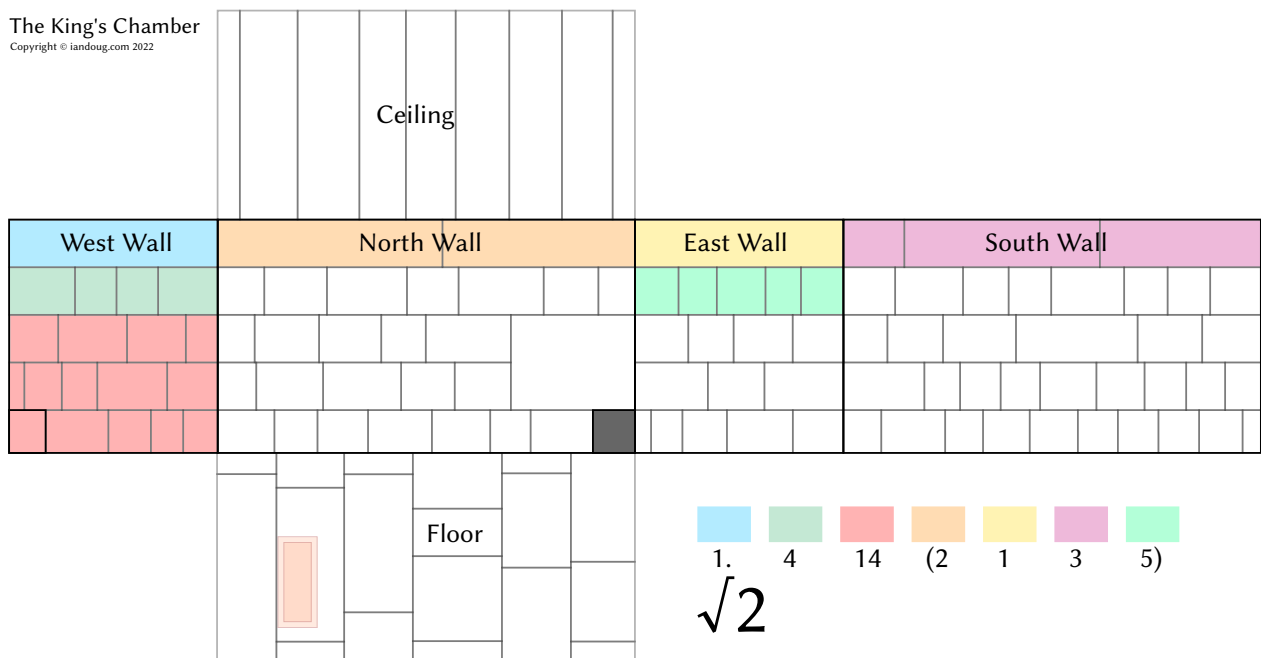 The King's Chamber
Copyright © iandoug.com 2022
Ceiling
West Wall North Wall East Wall South Wall
Floor
1. 4 14 (2 1 3 5)
√2